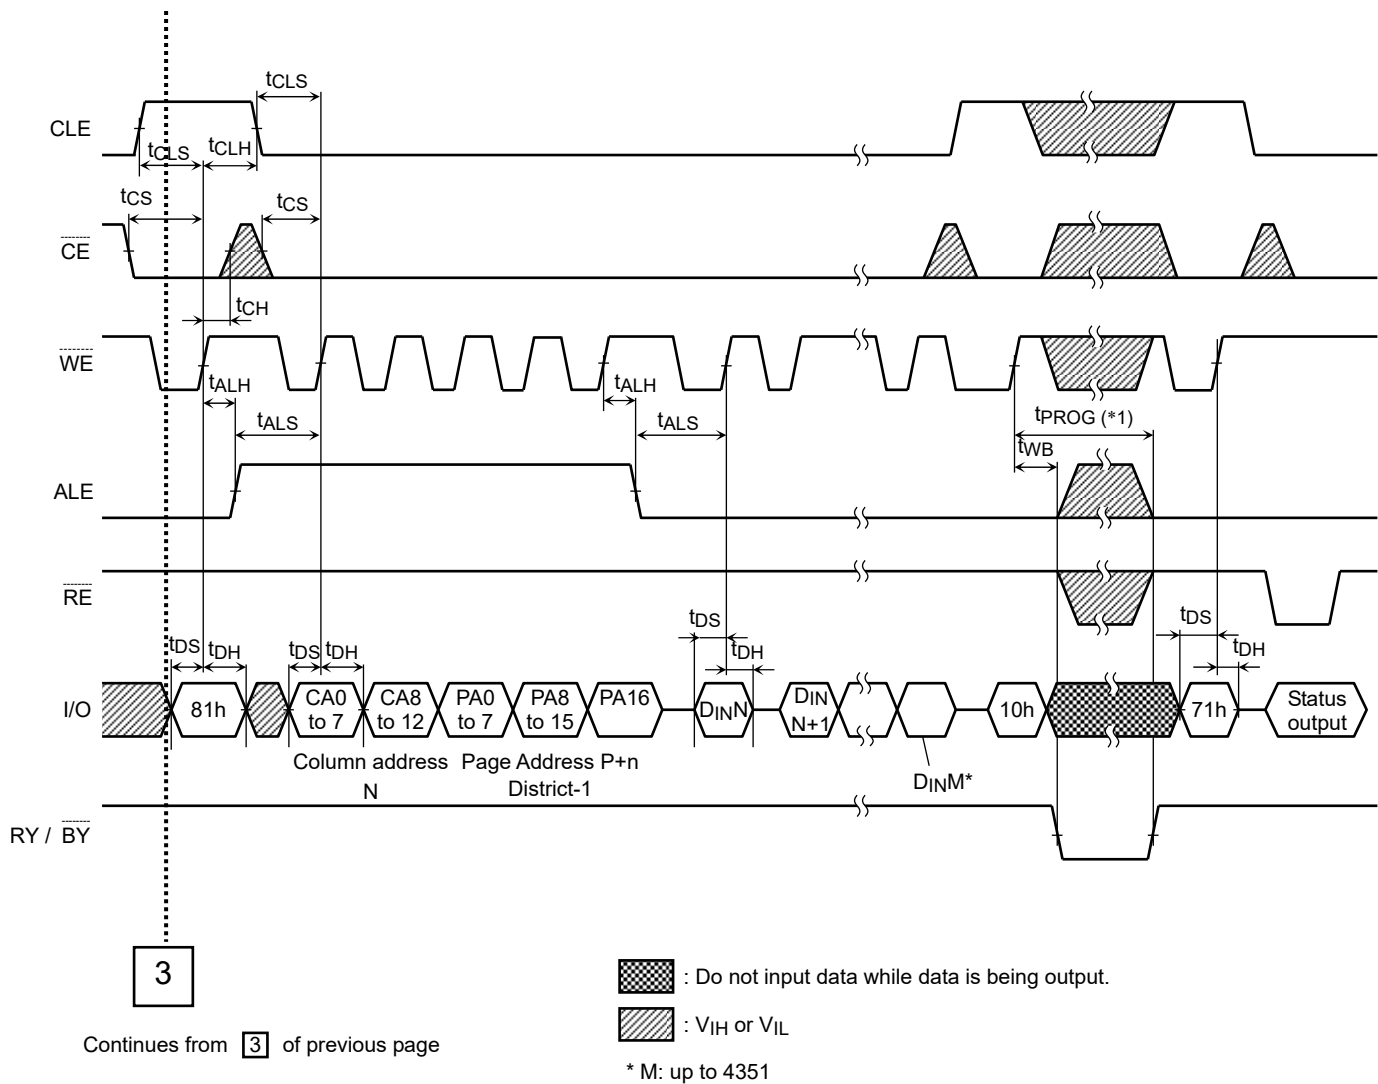 tCLS
CLE
tCLS
tCLH
tCS
tCS
CE
tCH
WE
tALH
tALH
tALS
tALS
tPROG (*1)
tWB
ALE
RE
tDS
tDH
tDS
tDH
tDS
tDH
tDS
tDH
I/O
81h
CA0 to 7
CA8 to 12
PA0 to 7
PA8 to 15
PA16
DINN
DIN N+1
10h
71h
Status output
Column address N
Page Address P+n District-1
DINM*
RY / BY
3
: Do not input data while data is being output.
: VIH or VIL
Continues from 3 of previous page
* M: up to 4351